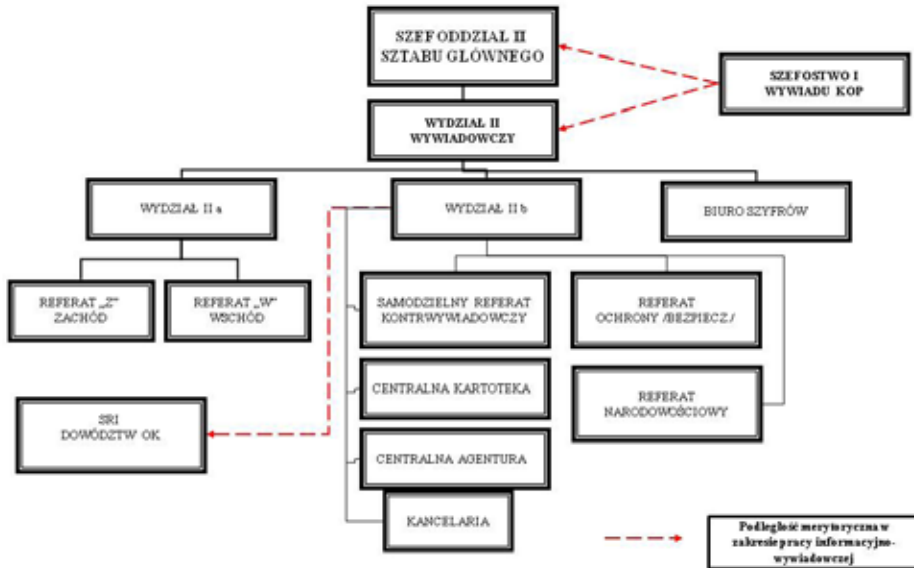 SZEF ODDZIAŁ II
SZTABU GŁÓWNEGO
SZEFOSTWO I
WYWIADU KOP
WYDZIAŁ II
WYWIADOWCZY
WYDZIAŁ II a
WYDZIAŁ II b
BIURO SZYFRÓW
REFERAT „Z”
ZACHÓD
REFERAT „W”
WSCHÓD
SAMODZIELNY REFERAT
KONTRWYWIADOWCZY
REFERAT
OCHRONY /BEZPIECZ./
CENTRALNA KARTOTEKA
REFERAT
NARODOWOŚCIOWY
SRI
DOWÓDZTW OK
CENTRALNA AGENTURA
KANCELARIA
Podległość merytoryczna w
zakresie pracy informacyjno-
wywiadowczej